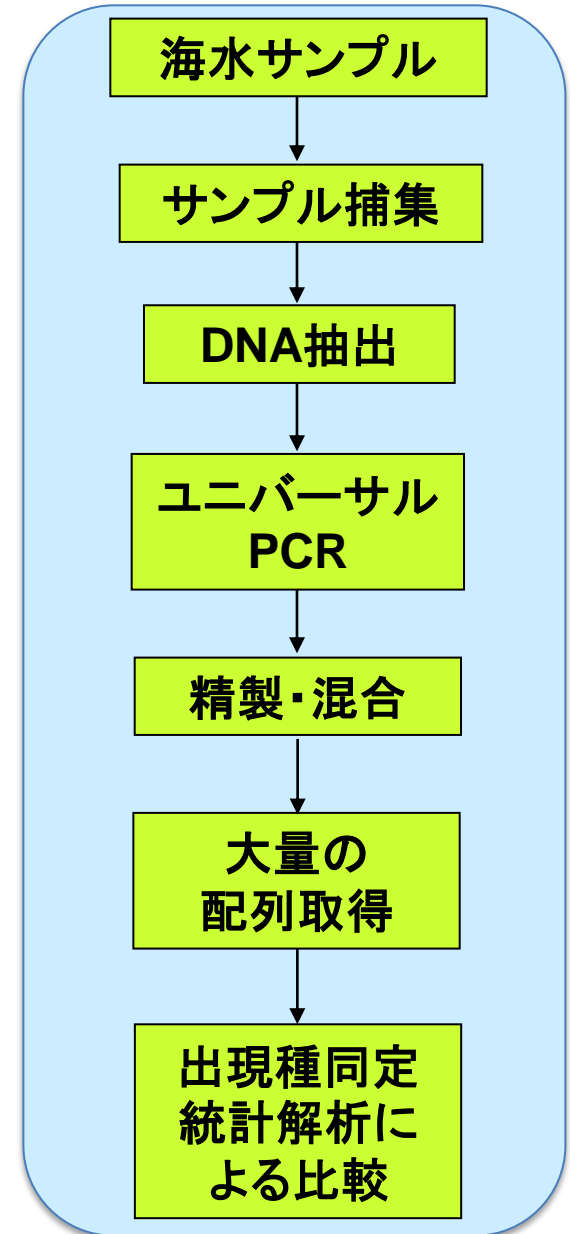 海水サンプル
サンプル捕集
DNA抽出
ユニバーサル
PCR
精製・混合
大量の
配列取得
出現種同定
統計解析に
よる比較